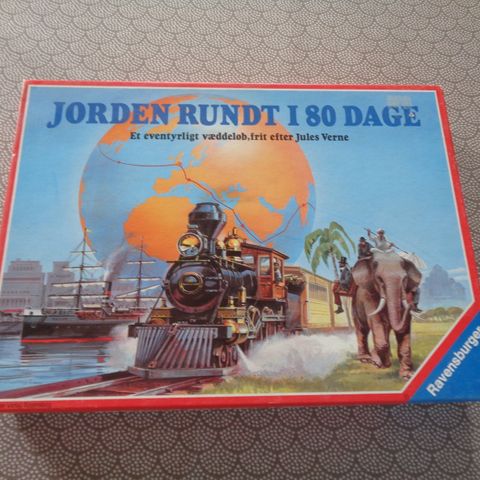 JORDEN RUNDT I 80 DAGE
Et eventyrligt væddeløb, frit efter Jules Verne
Ravensburger